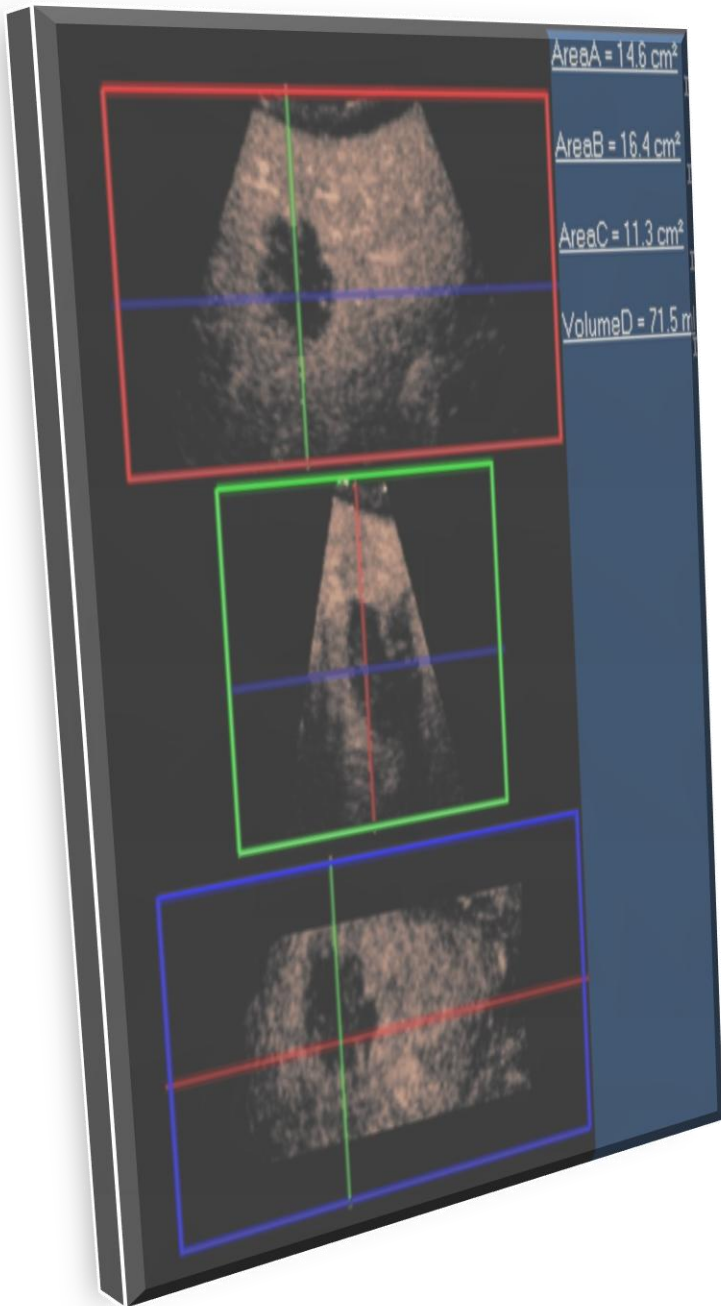 AreaA = 14.6 cm²
AreaB = 16.4 cm²
AreaC = 11.3 cm²
VolumeD = 71.5